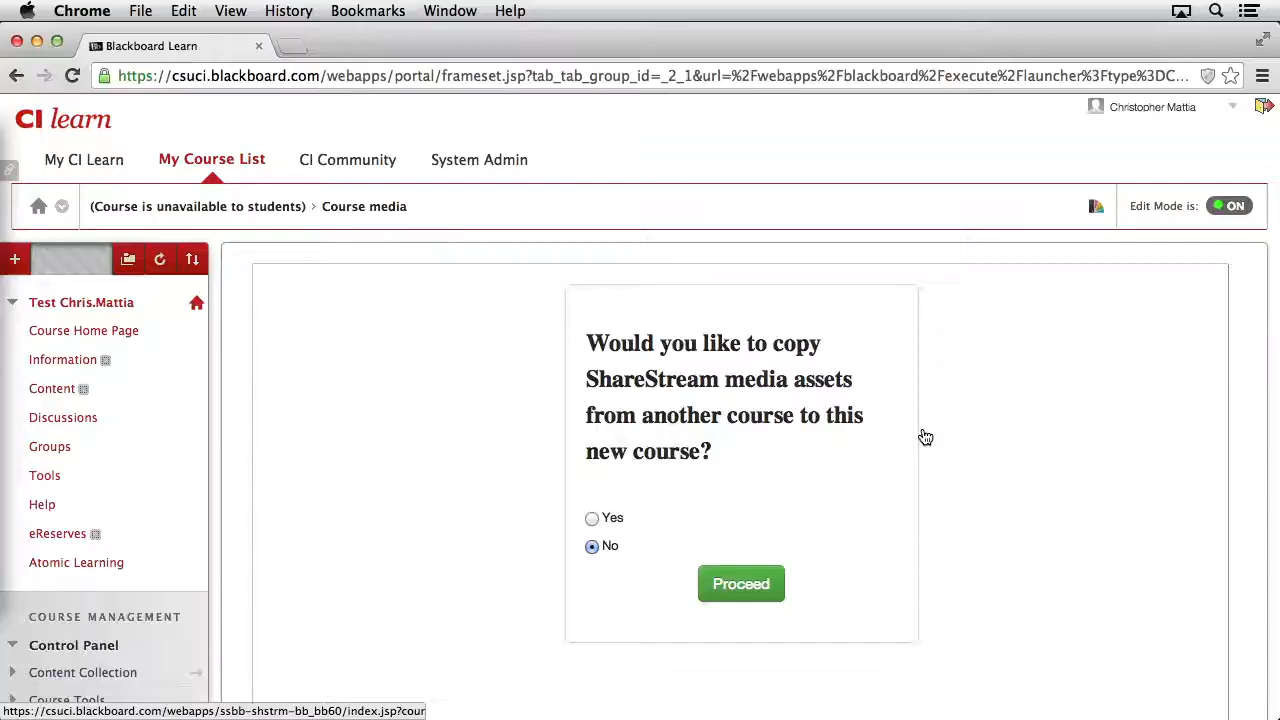 Chrome File Edit View History Bookmarks Window Help
Blackboard Learn
https://csuci.blackboard.com/webapps/portal/frameset.jsp?tab_tab_group_id=_2_1&url=%2Fwebapps%2Fblackboard%2Fexecute%2Flauncher%3Ftype%3DC...
CI learn
Christopher Mattia
My CI Learn My Course List CI Community System Admin
(Course is unavailable to students) > Course media
Edit Mode is: ON
Test Chris.Mattia
Course Home Page
Information
Content
Discussions
Groups
Tools
Help
eReserves
Atomic Learning
COURSE MANAGEMENT
Control Panel
Content Collection
Course Tools
Would you like to copy
ShareStream media assets
from another course to this
new course?
Yes
No
Proceed
https://csuci.blackboard.com/webapps/ssbb-shstrm-bb_bb60/index.jsp?cour